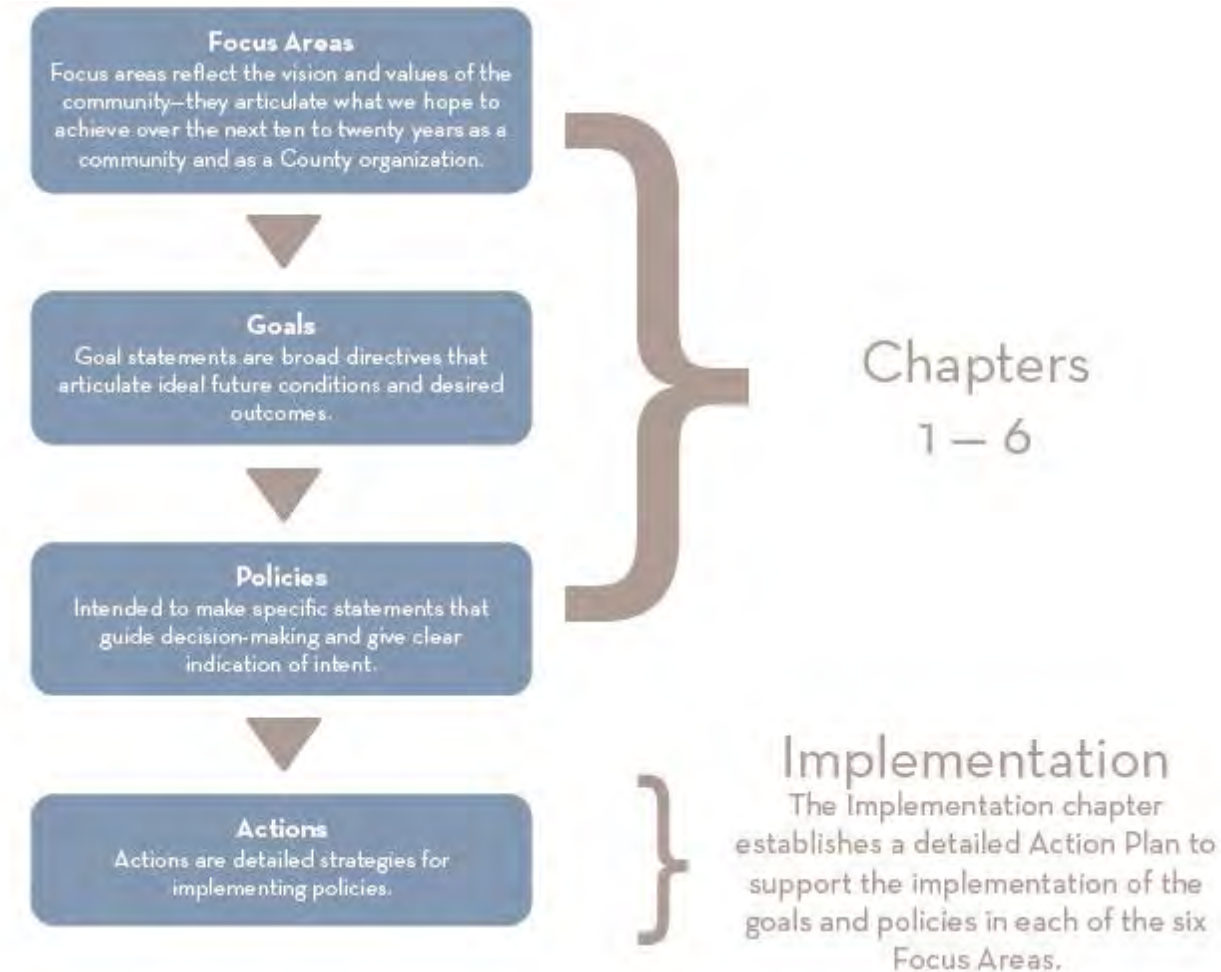 Focus Areas
Focus areas reflect the vision and values of the
community—they articulate what we hope to
achieve over the next ten to twenty years as a
community and as a County organization.
Goals
Goal statements are broad directives that
articulate ideal future conditions and desired
outcomes.
Policies
Intended to make specific statements that
guide decision-making and give clear
indication of intent.
Actions
Actions are detailed strategies for
implementing policies.
Chapters
1 — 6
Implementation
The Implementation chapter
establishes a detailed Action Plan to
support the implementation of the
goals and policies in each of the six
Focus Areas.